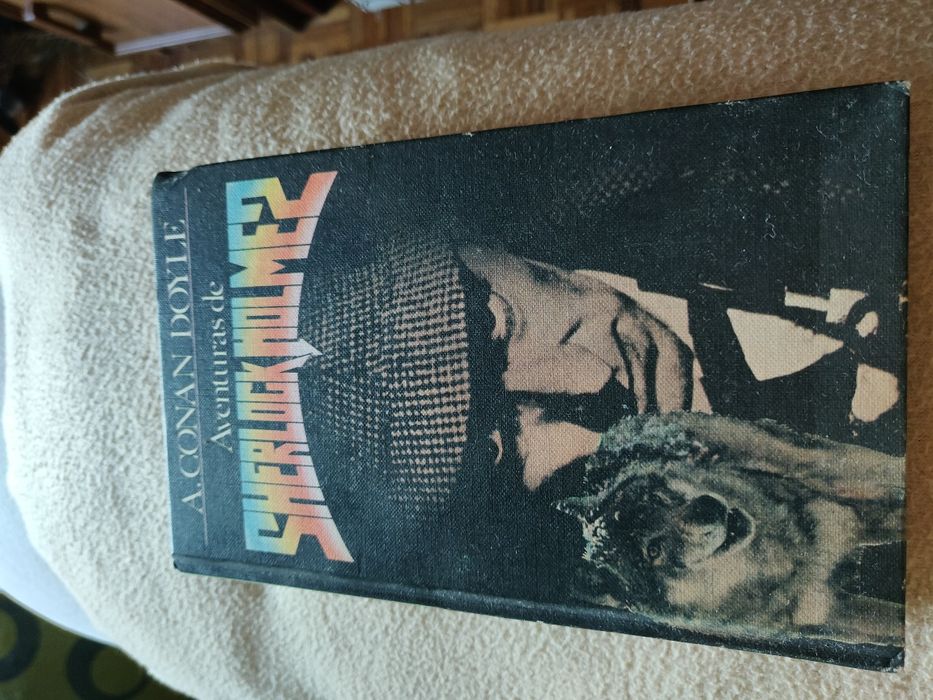 A. CONAN DOYLE
Aventuras de
SHERLOCK HOLMES